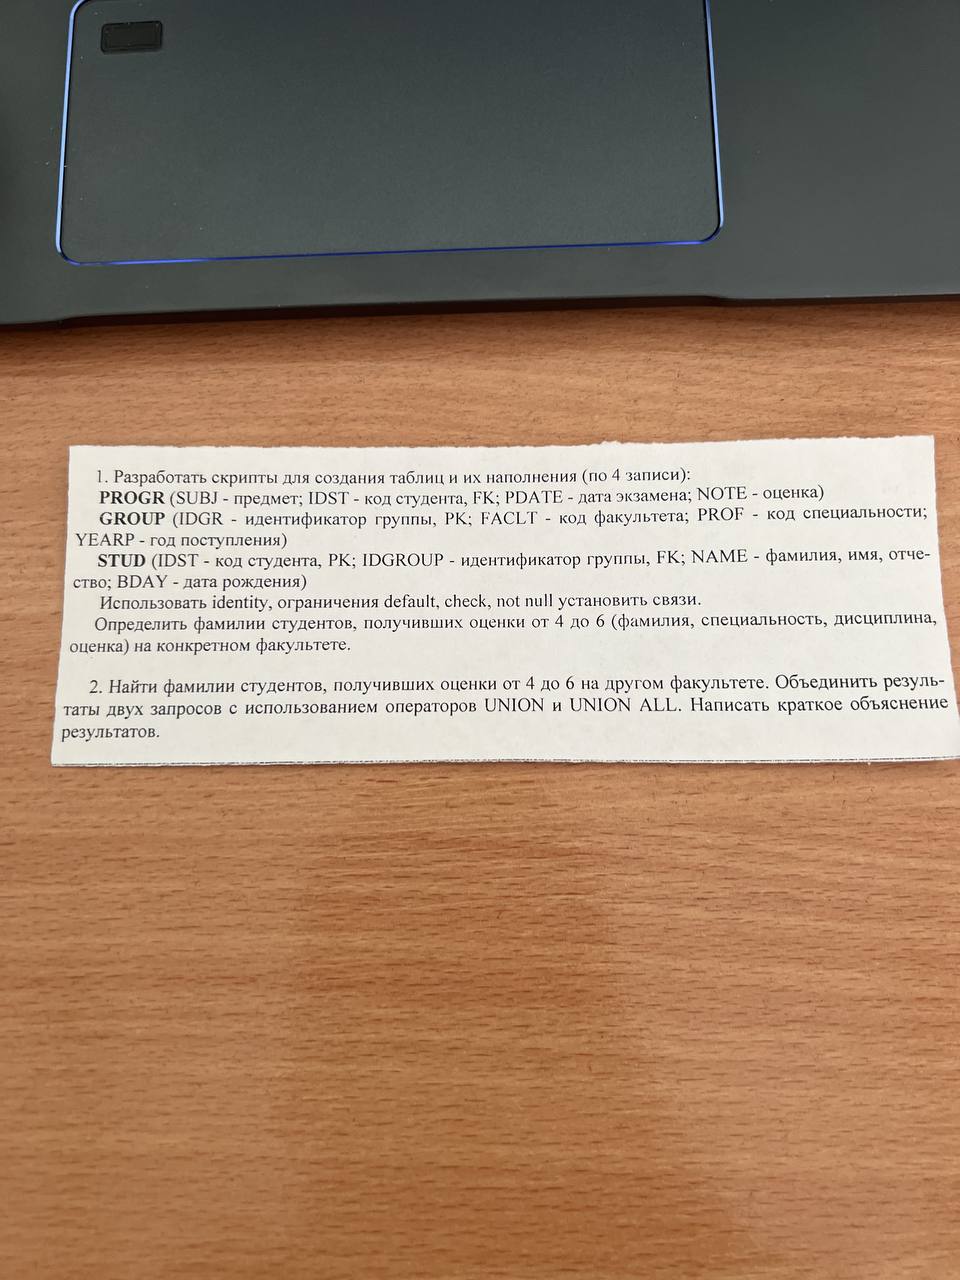 1. Разработать скрипты для создания таблиц и их наполнения (по 4 записи):
PROGR (SUBJ - предмет; IDST - код студента, FK; PDATE - дата экзамена; NOTE - оценка)
GROUP (IDGR - идентификатор группы, PK; FACLT - код факультета; PROF - код специальности;
YEARP - год поступления)
STUD (IDST - код студента, PK; IDGROUP - идентификатор группы, FK; NAME - фамилия, имя, отче-
ство; BDAY - дата рождения)
Использовать identity, ограничения default, check, not null установить связи.
Определить фамилии студентов, получивших оценки от 4 до 6 (фамилия, специальность, дисциплина,
оценка) на конкретном факультете.
2. Найти фамилии студентов, получивших оценки от 4 до 6 на другом факультете. Объединить резуль-
таты двух запросов с использованием операторов UNION и UNION ALL. Написать краткое объяснение
результатов.